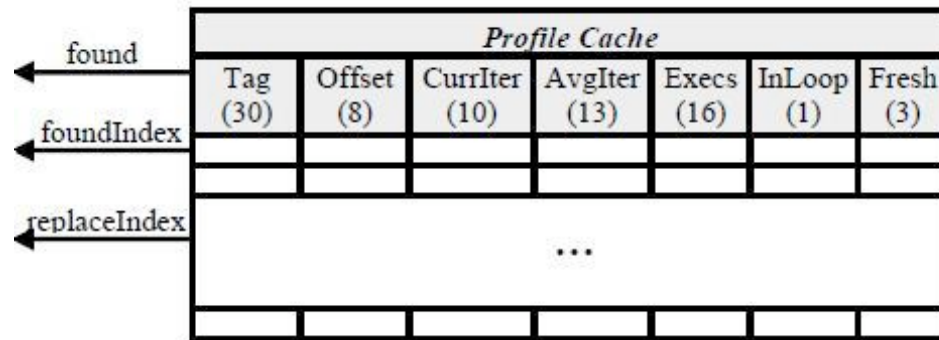 Profile Cache
found
Tag Offset CurrIter AvgIter Execs InLoop Fresh
(30) (8) (10) (13) (16) (1) (3)
foundIndex
replaceIndex
...